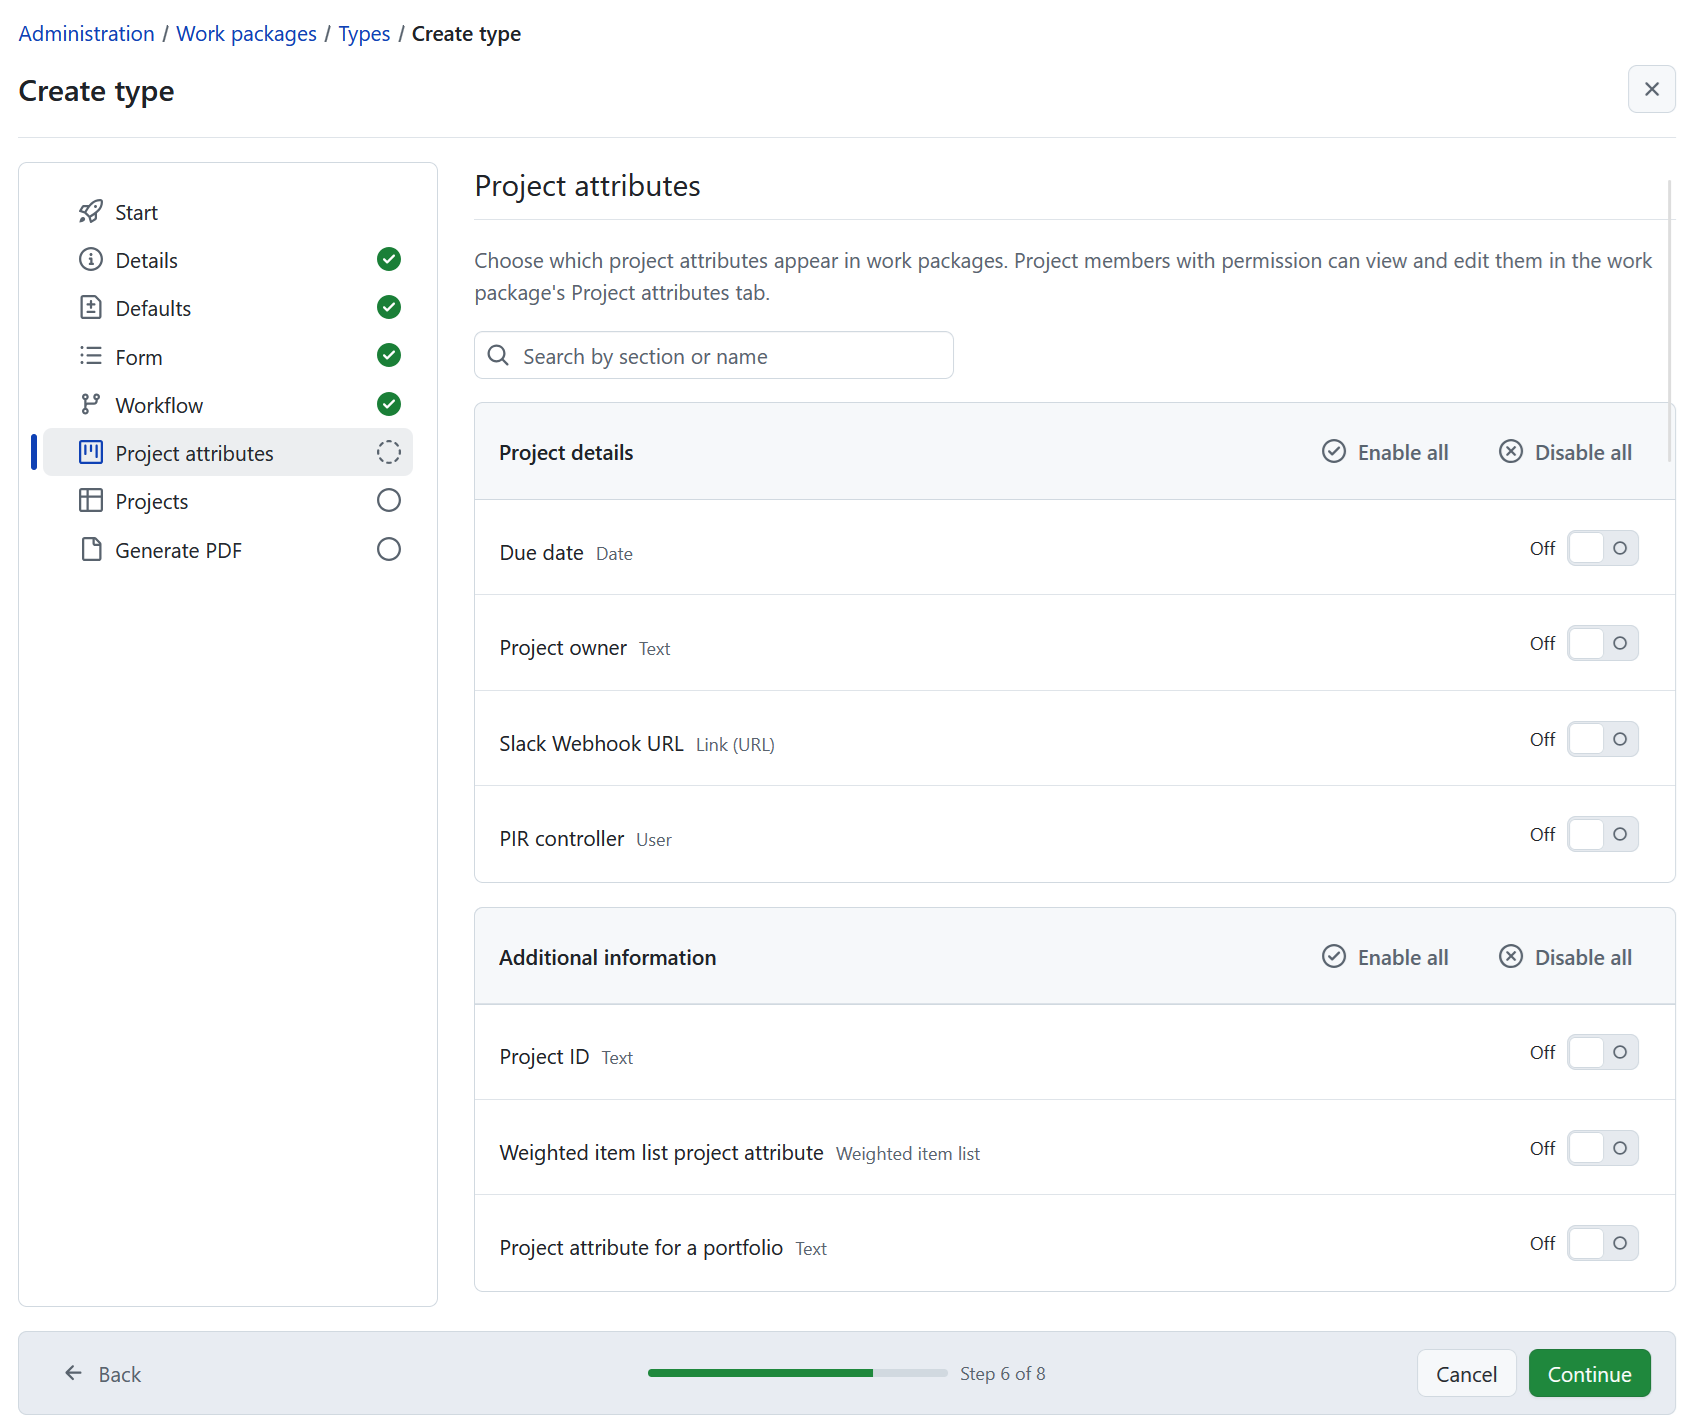 Administration / Work packages / Types / Create type
Create type
Start
Details
Defaults
Form
Workflow
Project attributes
Projects
Generate PDF
Project attributes
Choose which project attributes appear in work packages. Project members with permission can view and edit them in the work
package's Project attributes tab.
Search by section or name
Project details Enable all Disable all
Due date Date Off
Project owner Text Off
Slack Webhook URL Link (URL) Off
PIR controller User Off
Additional information Enable all Disable all
Project ID Text Off
Weighted item list project attribute Weighted item list Off
Project attribute for a portfolio Text Off
Back Step 6 of 8 Cancel Continue